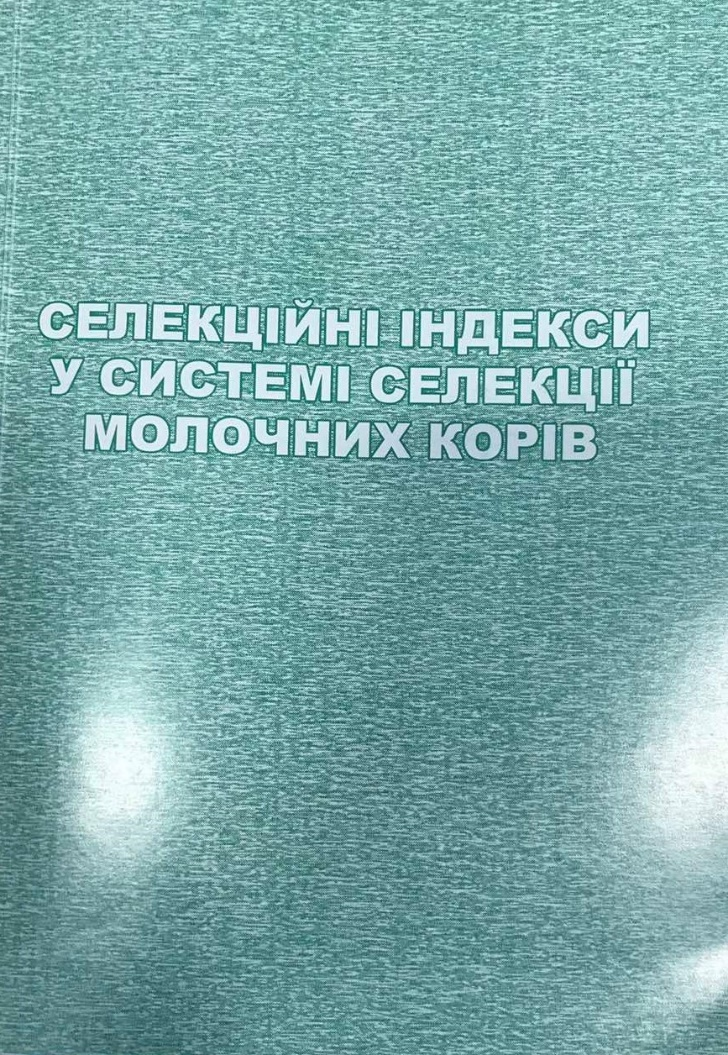 СЕЛЕКЦІЙНІ ІНДЕКСИ
У СИСТЕМІ СЕЛЕКЦІЇ
МОЛОЧНИХ КОРІВ